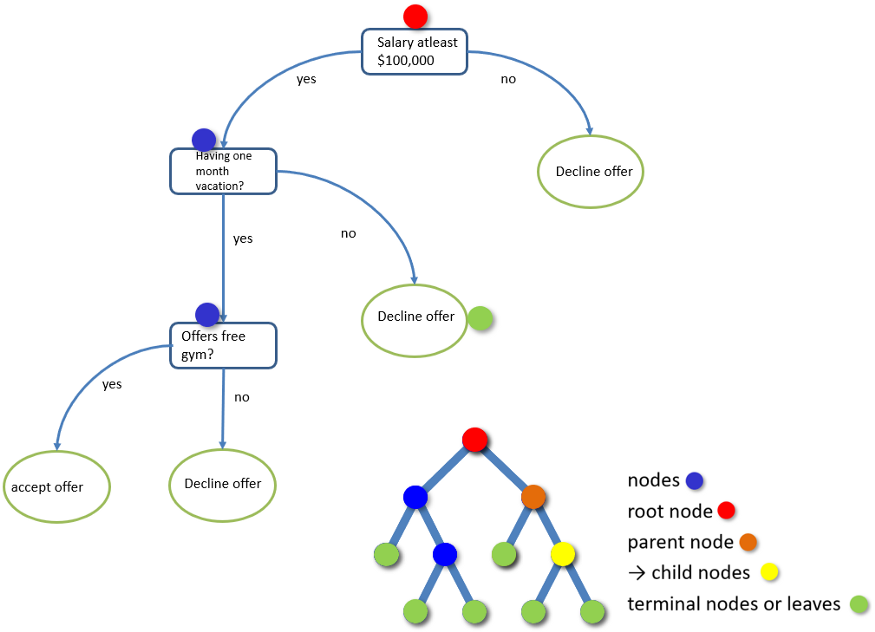 Salary atleast
$100,000
yes
no
Having one
month
vacation?
Decline offer
yes
no
Offers free
gym?
Decline offer
yes
no
accept offer
Decline offer
nodes
root node
parent node
→ child nodes
terminal nodes or leaves